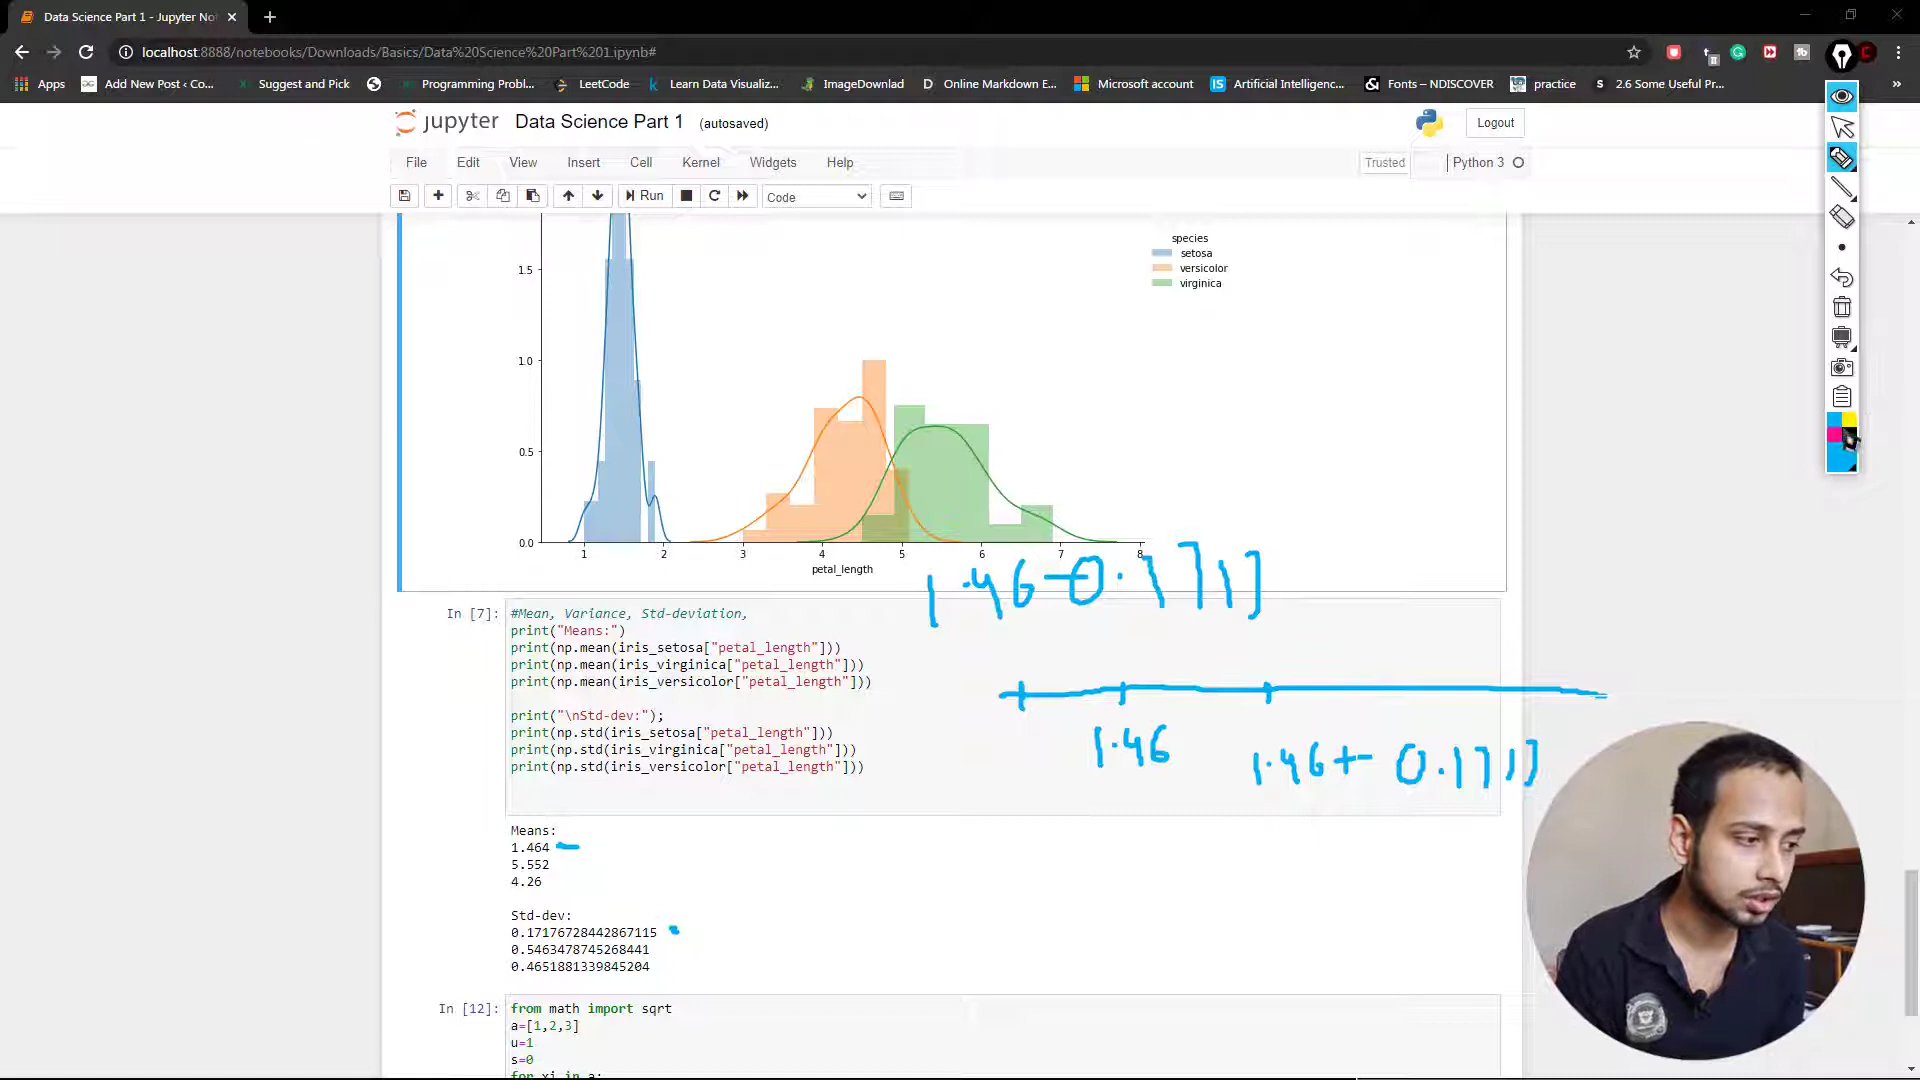 Data Science Part 1 - Jupyter No
localhost:8888/notebooks/Downloads/Basics/Data%20Science%20Part%201.ipynb#
Apps Add New Post ‹ Co... Suggest and Pick Programming Probl... LeetCode Learn Data Visualiz... ImageDownlad Online Markdown E... Microsoft account Artificial Intelligenc... Fonts – NDISCOVER practice 2.6 Some Useful Pr...
jupyter Data Science Part 1 (autosaved) Logout
File Edit View Insert Cell Kernel Widgets Help Trusted Python 3
Run Code
species
setosa
versicolor
virginica
1.5
1.0
0.5
0.0
1 2 3 4 5 6 7 8
petal_length
1.46-0.1717
In [7]:
#Mean, Variance, Std-deviation,
print("Means:")
print(np.mean(iris_setosa["petal_length"]))
print(np.mean(iris_virginica["petal_length"]))
print(np.mean(iris_versicolor["petal_length"]))
print("\nStd-dev:");
print(np.std(iris_setosa["petal_length"]))
print(np.std(iris_virginica["petal_length"]))
print(np.std(iris_versicolor["petal_length"]))
1.46
1.46+- 0.1717
Means:
1.464
5.552
4.26
Std-dev:
0.17176728442867115
0.5463478745268441
0.4651881339845204
In [12]:
from math import sqrt
a=[1,2,3]
u=1
s=0
for xi in a: